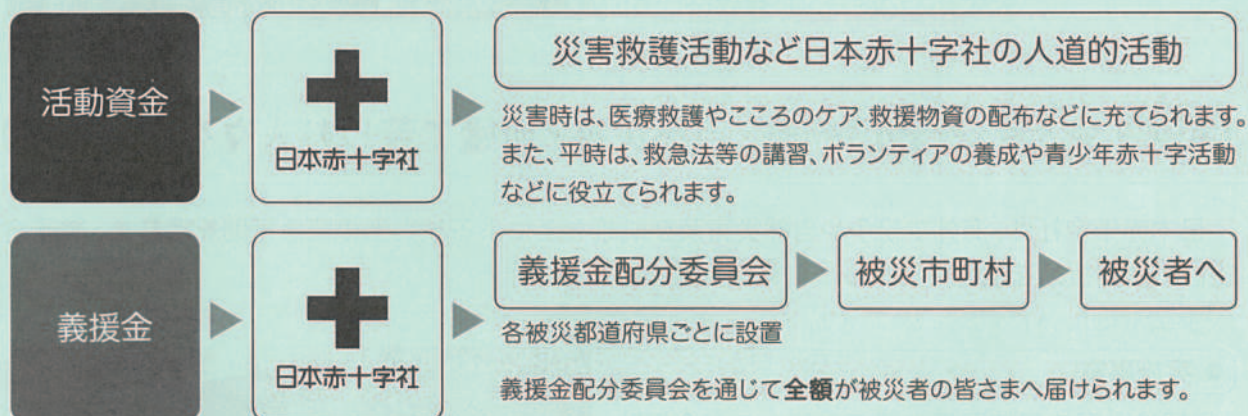 活動資金
日本赤十字社
災害救護活動など日本赤十字社の人道的活動
災害時は、医療救護やこころのケア、救援物資の配布などに充てられます。
また、平時は、救急法等の講習、ボランティアの養成や青少年赤十字活動
などに役立てられます。
義援金
日本赤十字社
義援金配分委員会
被災市町村
被災者へ
各被災都道府県ごとに設置
義援金配分委員会を通じて全額が被災者の皆さまへ届けられます。